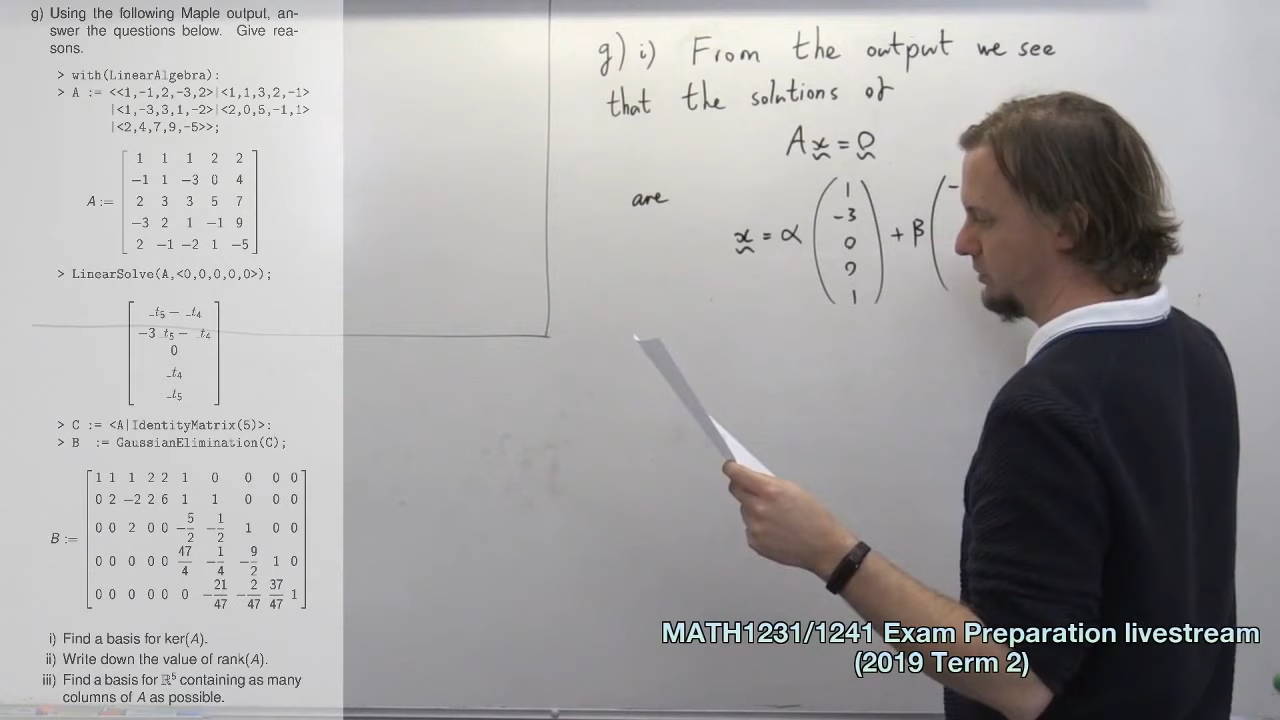 g) Using the following Maple output, an-
swer the questions below. Give rea-
sons.
> with(LinearAlgebra):
> A := <<1,-1,2,-3,2>|<1,1,3,2,-1>
|<1,-3,3,1,-2>|<2,0,5,-1,1>
|<2,4,7,9,-5>>;
1 1 1 2 2
-1 1 -3 0 4
A := 2 3 3 5 7
-3 2 1 -1 9
2 -1 -2 1 -5
> LinearSolve(A,<0,0,0,0,0>);
_t5 - _t4
-3 _t5 - _t4
0
_t4
_t5
> C := <A|IdentityMatrix(5)>:
> B := GaussianElimination(C);
1 1 1 2 2 1 0 0 0 0
0 2 -2 2 6 1 1 0 0 0
0 0 2 0 0 -5/2 -1/2 1 0 0
B := 0 0 0 0 0 47/4 -1/4 -9/2 1 0
0 0 0 0 0 0 -21/47 -2/47 37/47 1
i) Find a basis for ker(A).
ii) Write down the value of rank(A).
iii) Find a basis for ℝ⁵ containing as many
columns of A as possible.
g) i) From the output we see
that the solutions of
Ax = 0
are
x = α ( 1 -3 0 0 1 ) + β ( -
MATH1231/1241 Exam Preparation livestream
(2019 Term 2)